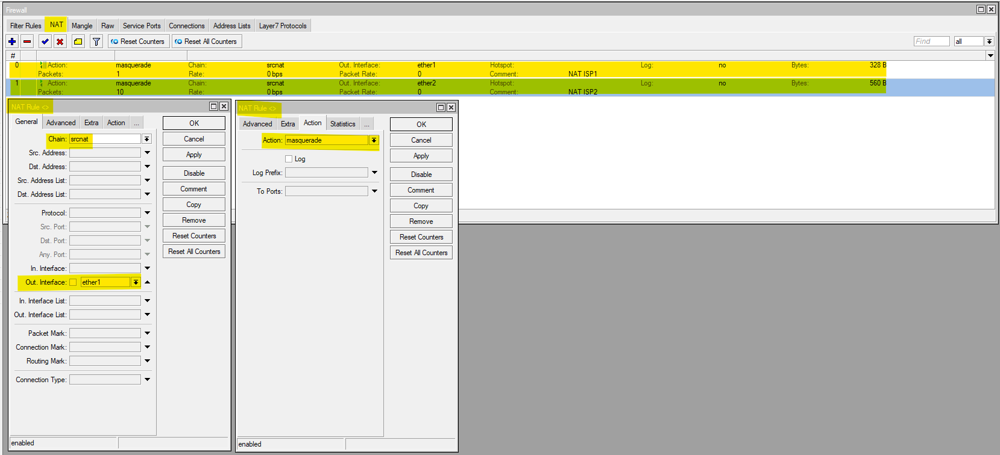 Firewall
Filter Rules NAT Mangle Raw Service Ports Connections Address Lists Layer7 Protocols
Reset Counters Reset All Counters Find all
#
0 Action: masquerade Chain: srcnat Out. Interface: ether1 Hotspot: Log: no Bytes: 328 B
Packets: 1 Rate: 0 bps Packet Rate: 0 Comment: NAT ISP1
1 Action: masquerade Chain: srcnat Out. Interface: ether2 Hotspot: Log: no Bytes: 560 B
Packets: 10 Rate: 0 bps Packet Rate: 0 Comment: NAT ISP2
NAT Rule <>
General Advanced Extra Action ...
Chain: srcnat
Src. Address:
Dst. Address:
Src. Address List:
Dst. Address List:
Protocol:
Src. Port:
Dst. Port:
Any. Port:
In. Interface:
Out. Interface: ether1
In. Interface List:
Out. Interface List:
Packet Mark:
Connection Mark:
Routing Mark:
Connection Type:
OK
Cancel
Apply
Disable
Comment
Copy
Remove
Reset Counters
Reset All Counters
enabled
NAT Rule <>
Advanced Extra Action Statistics ...
Action: masquerade
Log
Log Prefix:
To Ports:
OK
Cancel
Apply
Disable
Comment
Copy
Remove
Reset Counters
Reset All Counters
enabled